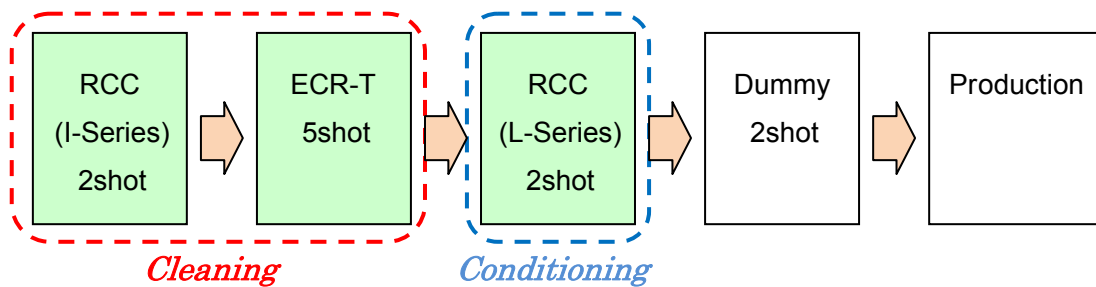 RCC
(I-Series)
2shot
ECR-T
5shot
RCC
(L-Series)
2shot
Dummy
2shot
Production
Cleaning
Conditioning